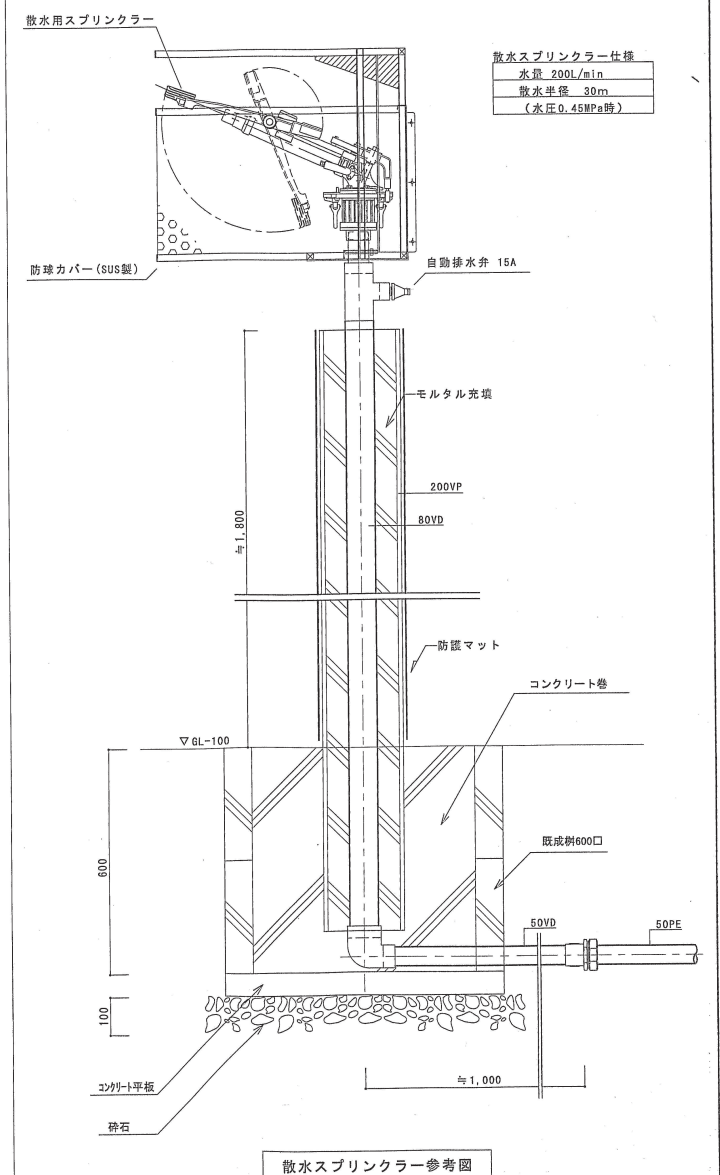 散水用スプリンクラー
散水スプリンクラー仕様
水量 200L/min
散水半径 30m
(水圧0.45MPa時)
防球カバー(SUS製)
自動排水弁 15A
モルタル充填
200VP
80VD
≒1,800
防護マット
コンクリート巻
▽GL-100
600
既成桝600口
50VD
50PE
100
≒1,000
コンクリート平板
砕石
散水スプリンクラー参考図